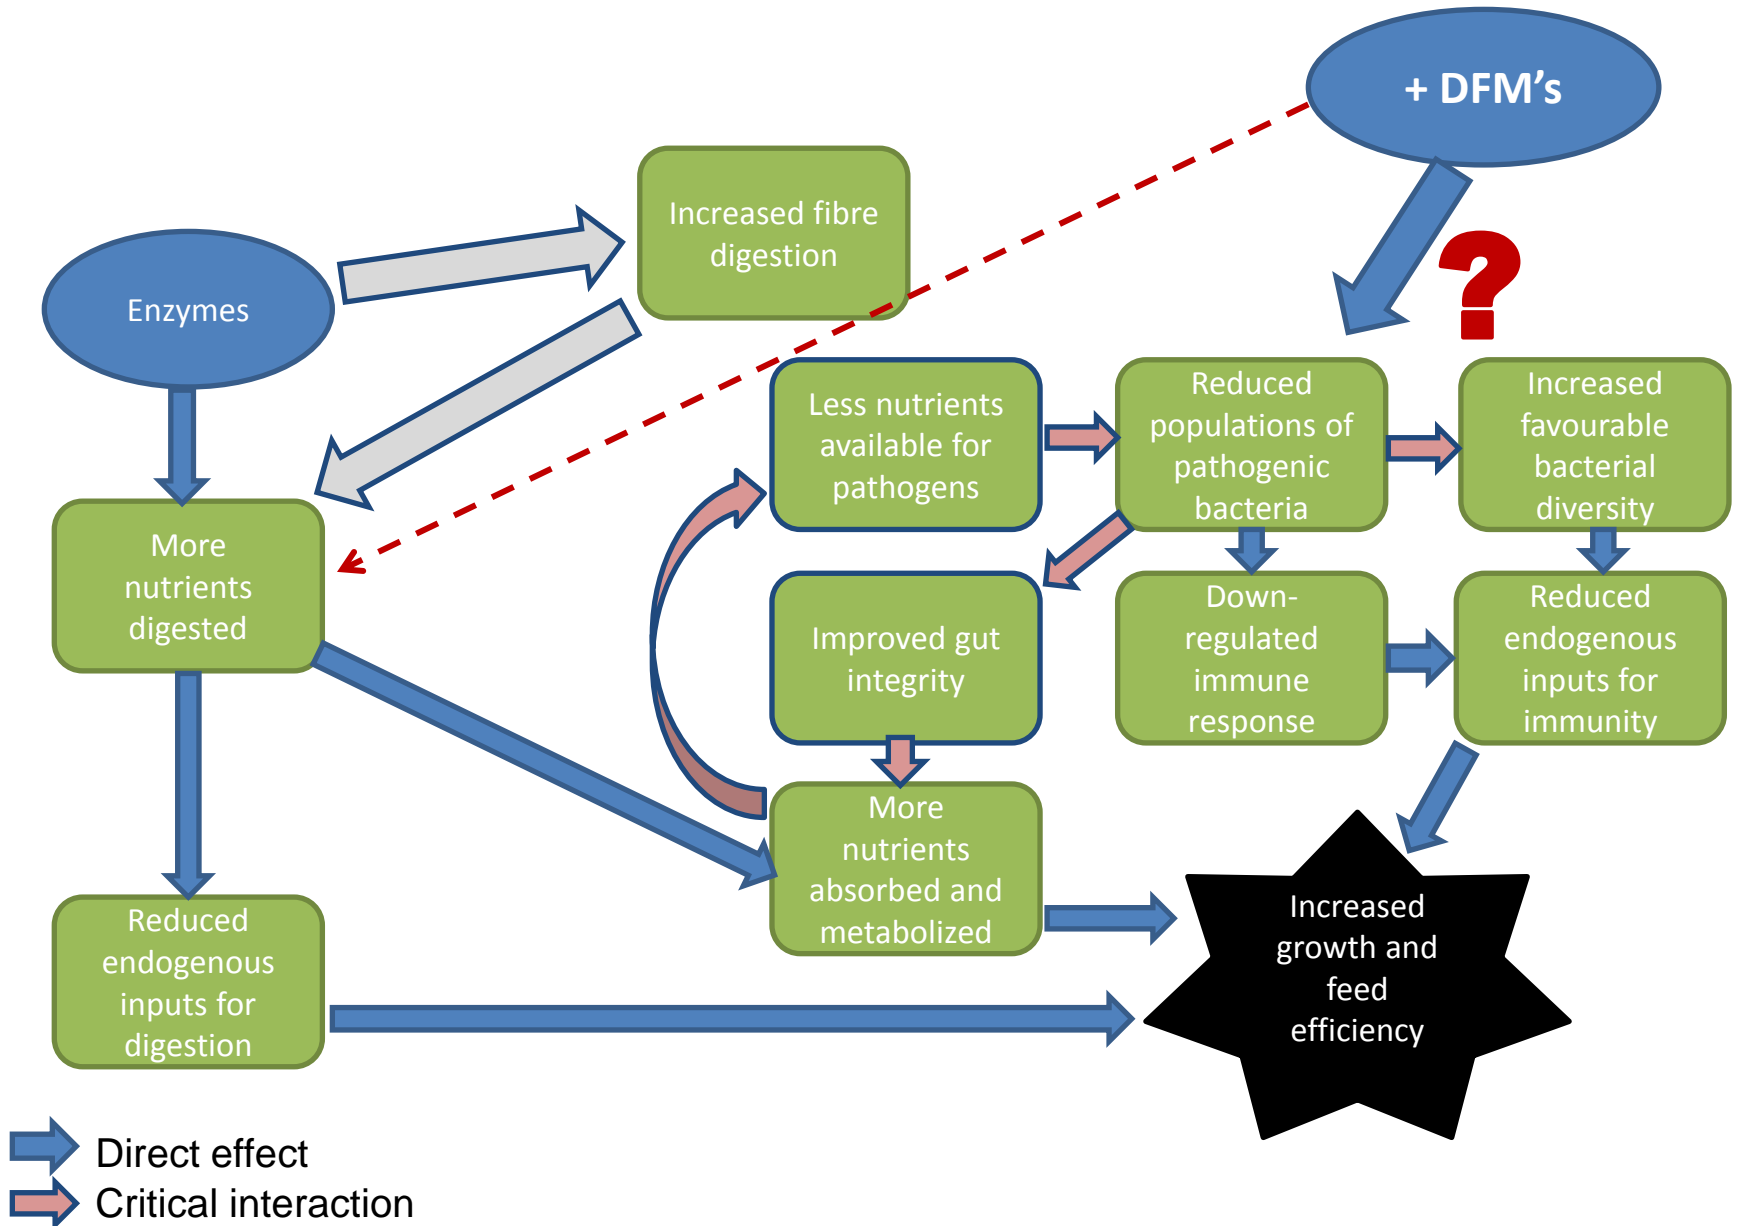 + DFM's
Increased fibre
digestion
Enzymes
?
Less nutrients
available for
pathogens
Reduced
populations of
pathogenic
bacteria
Increased
favourable
bacterial
diversity
More
nutrients
digested
Improved gut
integrity
Down-
regulated
immune
response
Reduced
endogenous
inputs for
immunity
More
nutrients
absorbed and
metabolized
Reduced
endogenous
inputs for
digestion
Increased
growth and
feed
efficiency
Direct effect
Critical interaction